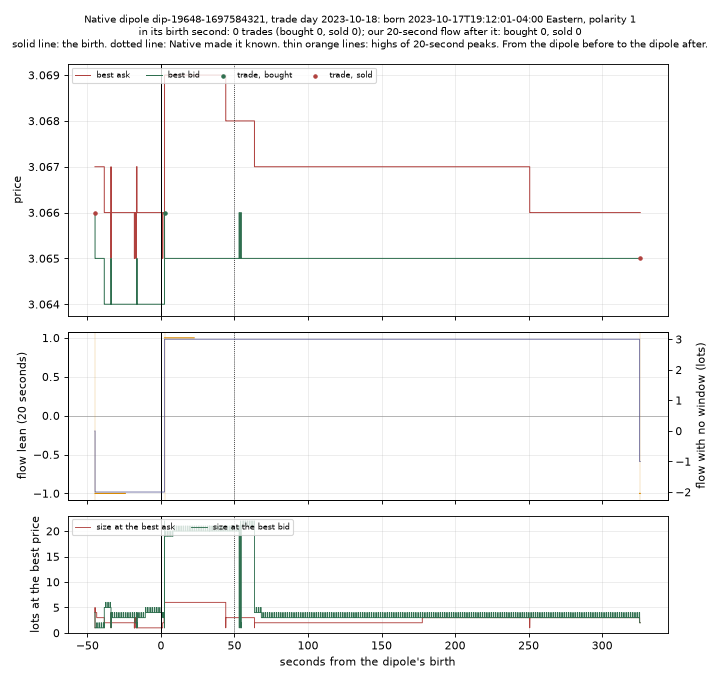 Native dipole dip-19648-1697584321, trade day 2023-10-18: born 2023-10-17T19:12:01-04:00 Eastern, polarity 1
in its birth second: 0 trades (bought 0, sold 0); our 20-second flow after it: bought 0, sold 0
solid line: the birth. dotted line: Native made it known. thin orange lines: highs of 20-second peaks. From the dipole before to the dipole after.
best ask
best bid
trade, bought
trade, sold
3.069
3.068
3.067
3.066
3.065
3.064
price
1.0
0.5
0.0
−0.5
−1.0
flow lean (20 seconds)
3
2
1
0
−1
−2
flow with no window (lots)
size at the best ask
size at the best bid
20
15
10
5
0
lots at the best price
−50
0
50
100
150
200
250
300
seconds from the dipole's birth